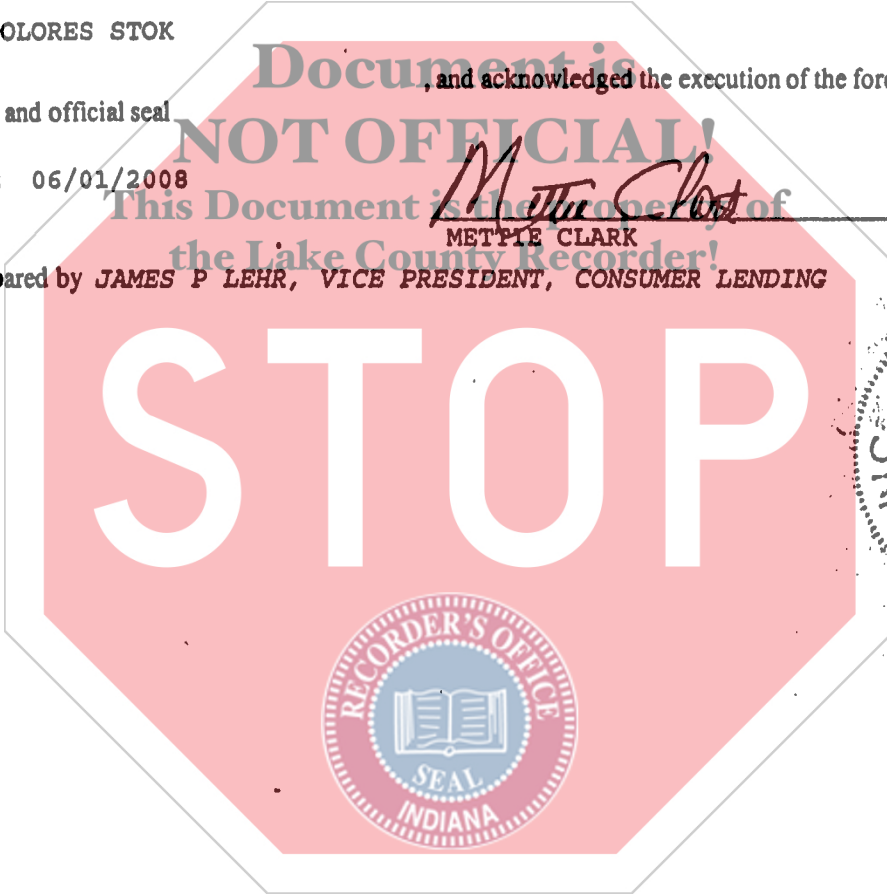 OLORES STOK
Document is
, and acknowledged the execution of the fore
and official seal
NOT OFFICIAL!
06/01/2008
This Document is the property of
Mettie Clark
METTIE CLARK
the Lake County Recorder!
pared by JAMES P LEHR, VICE PRESIDENT, CONSUMER LENDING
STOP
RECORDER'S OFFICE
SEAL
INDIANA